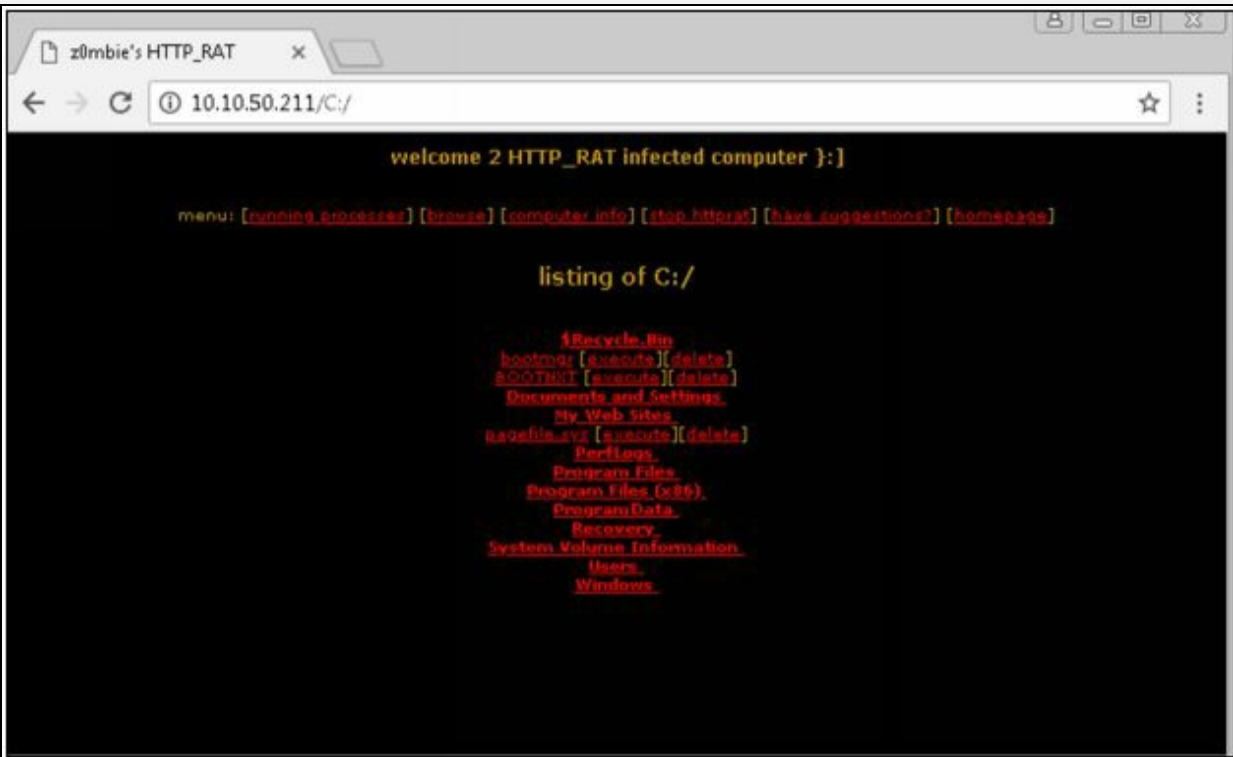 z0mbie's HTTP_RAT
10.10.50.211/C:/
welcome 2 HTTP_RAT infected computer }:]
menu: [running processes] [browse] [computer info] [stop httprat] [have suggestions?] [homepage]
listing of C:/
$Recycle.Bin
bootmgr [execute][delete]
BOOTNXT [execute][delete]
Documents and Settings
My Web Sites
pagefile.sys [execute][delete]
PerfLogs
Program Files
Program Files (x86)
ProgramData
Recovery
System Volume Information
Users
Windows